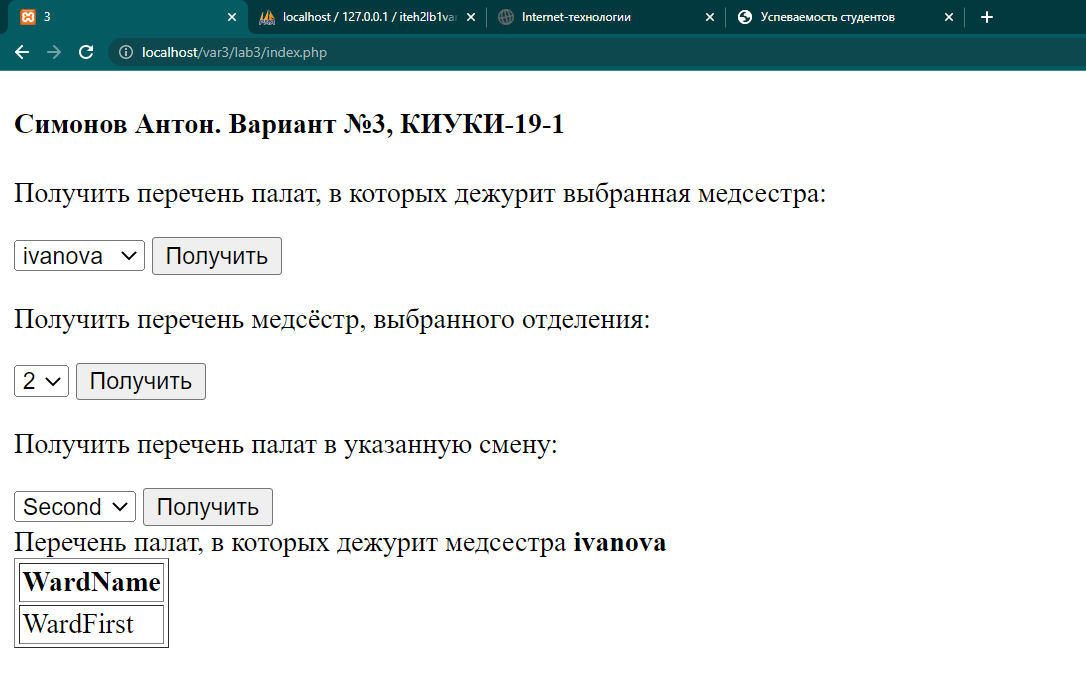 3
localhost / 127.0.0.1 / iteh2lb1var
Internet-технологии
Успеваемость студентов
localhost/var3/lab3/index.php
Симонов Антон. Вариант №3, КИУКИ-19-1
Получить перечень палат, в которых дежурит выбранная медсестра:
ivanova Получить
Получить перечень медсёстр, выбранного отделения:
2 Получить
Получить перечень палат в указанную смену:
Second Получить
Перечень палат, в которых дежурит медсестра ivanova
WardName
WardFirst